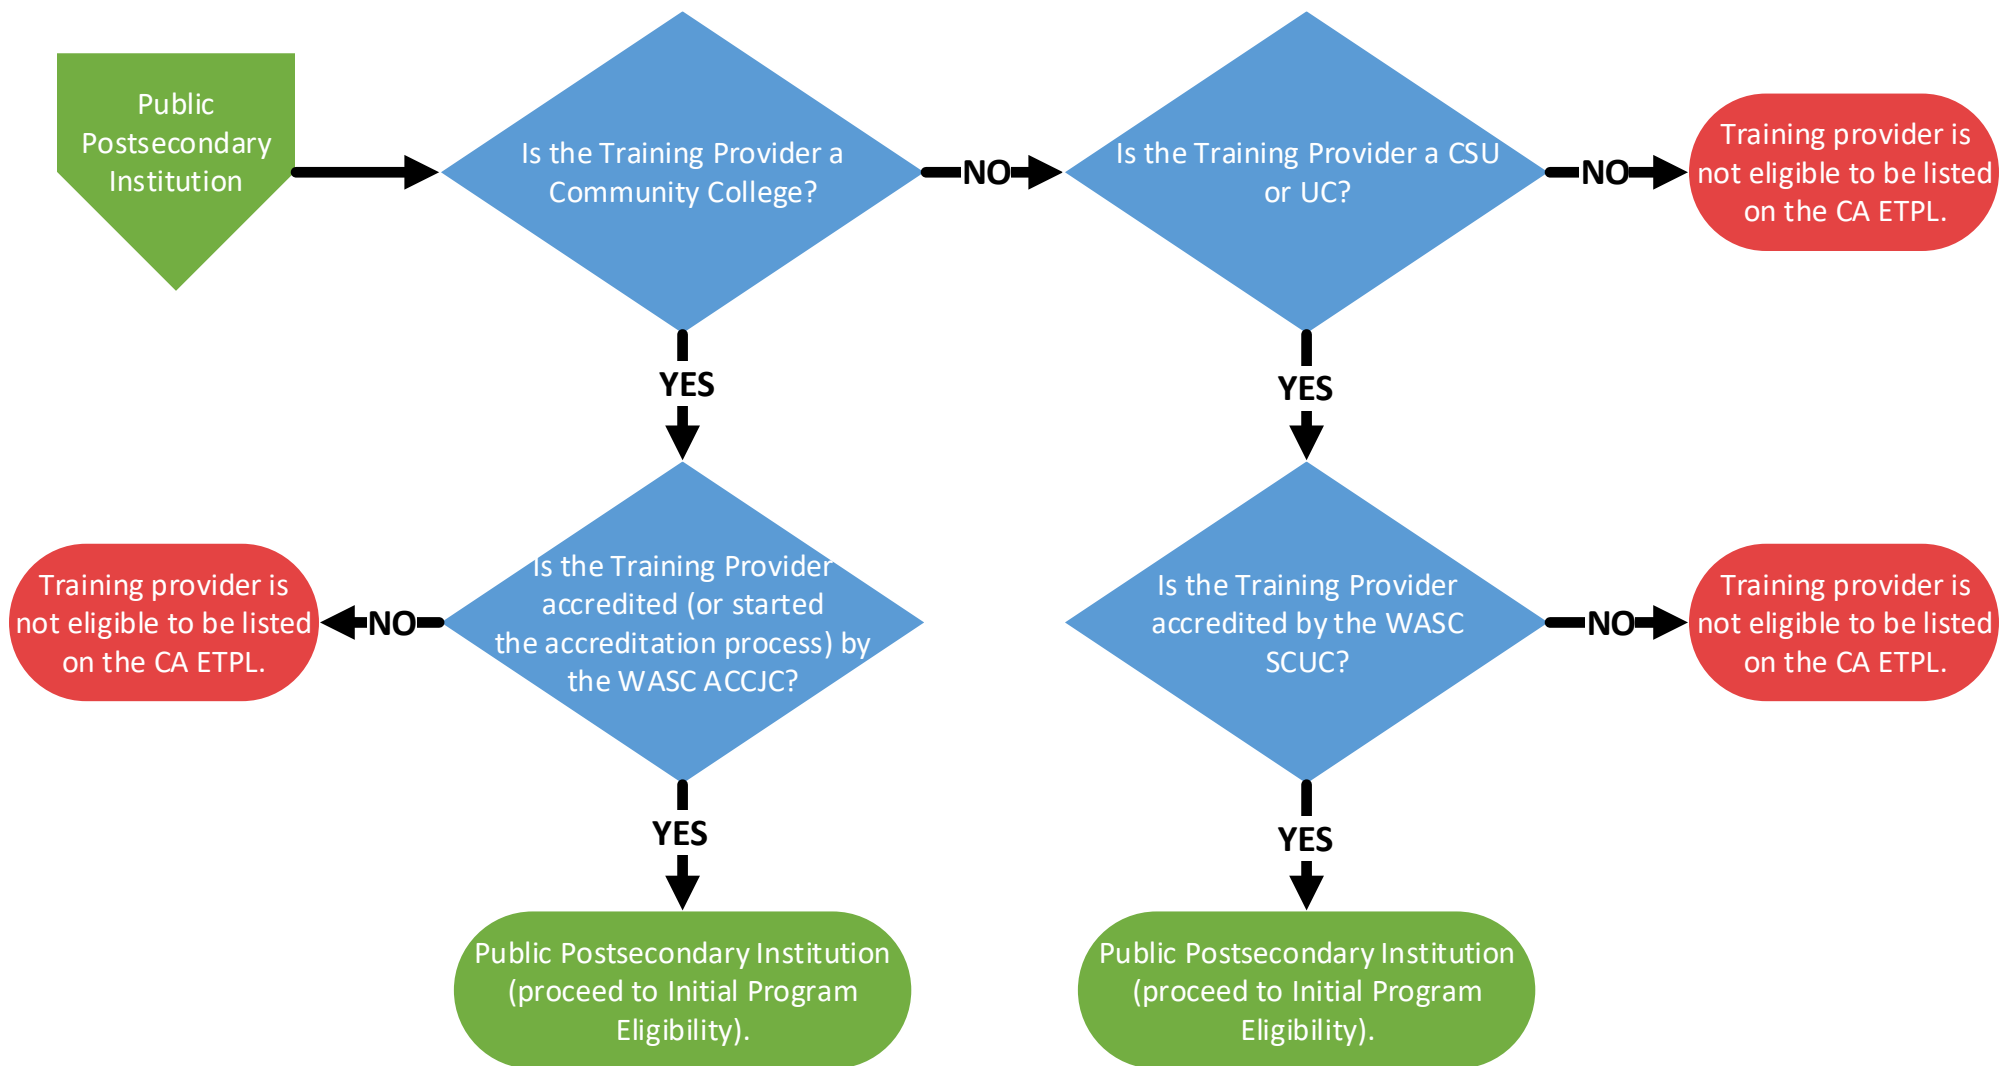 Public
Postsecondary
Institution
Is the Training Provider a
Community College?
NO
Is the Training Provider a CSU
or UC?
NO
Training provider is
not eligible to be listed
on the CA ETPL.
YES
YES
Training provider is
not eligible to be listed
on the CA ETPL.
NO
Is the Training Provider
accredited (or started
the accreditation process) by
the WASC ACCJC?
Is the Training Provider
accredited by the WASC
SCUC?
NO
Training provider is
not eligible to be listed
on the CA ETPL.
YES
YES
Public Postsecondary Institution
(proceed to Initial Program
Eligibility).
Public Postsecondary Institution
(proceed to Initial Program
Eligibility).